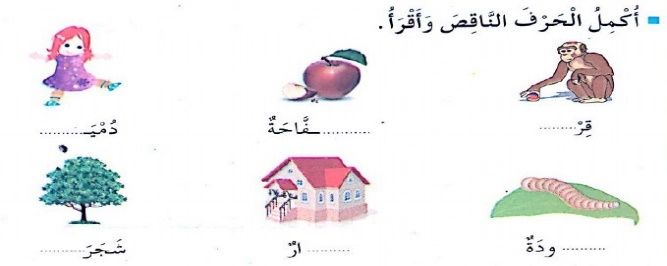 أُكْمِلُ الْحَرْفَ النَّاقِصَ وَأَقْرَأُ.
قِرْ.......... ............ـفَّاحَةٌ دُمْيَـ............
..........ودَةٌ ..........ارٌ شَجَرَ...........